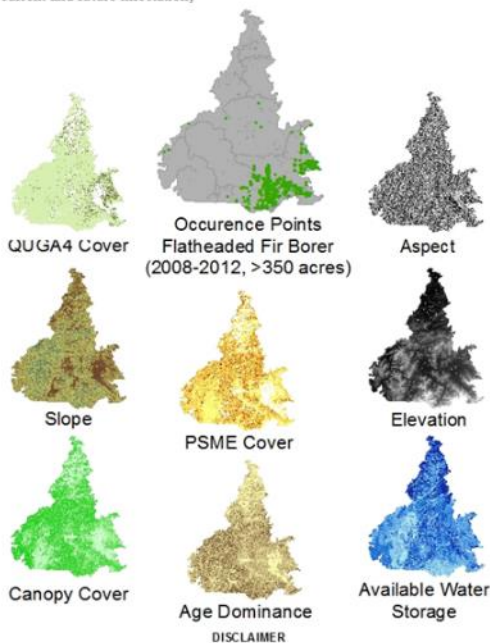 QUGA4 Cover
Occurence Points
Flatheaded Fir Borer
(2008-2012, >350 acres)
Aspect
Slope
PSME Cover
Elevation
Canopy Cover
Age Dominance
Available Water
Storage
DISCLAIMER